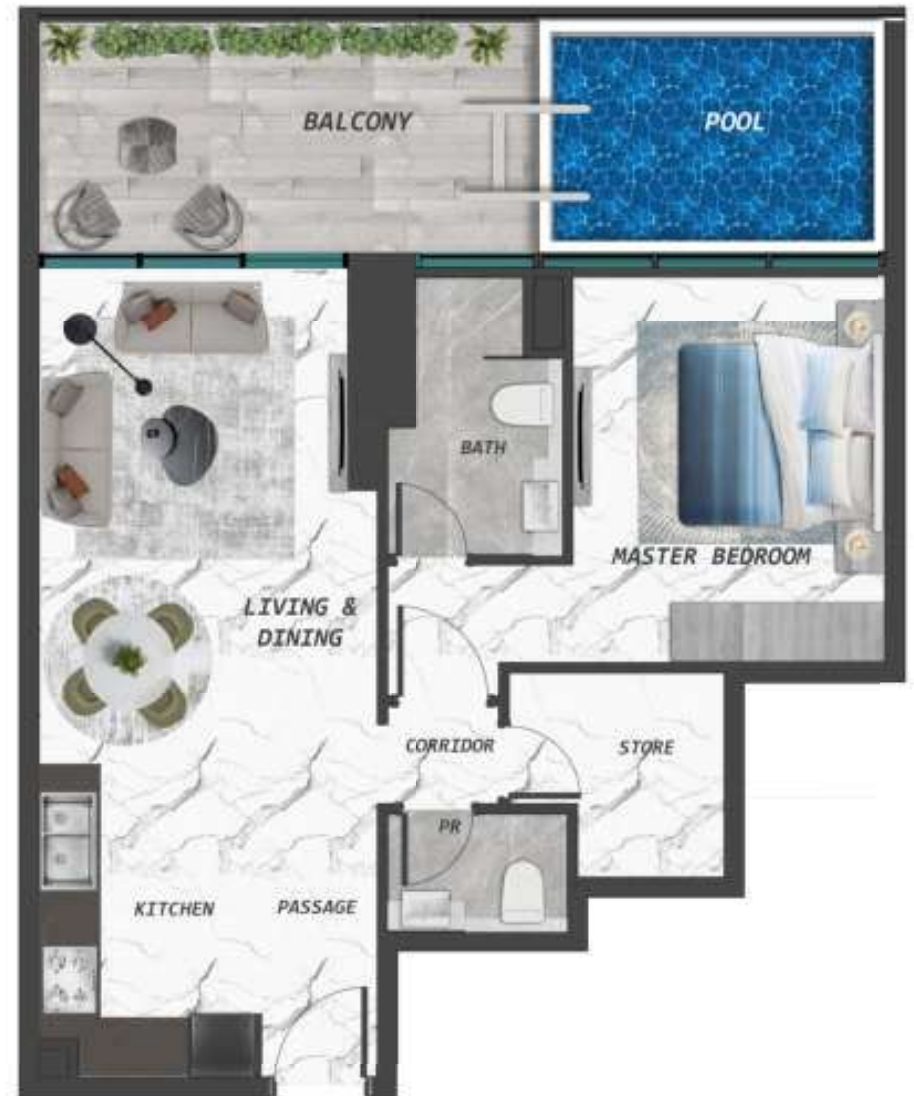 BALCONY
POOL
BATH
MASTER BEDROOM
LIVING &
DINING
CORRIDOR
STORE
PR
KITCHEN
PASSAGE